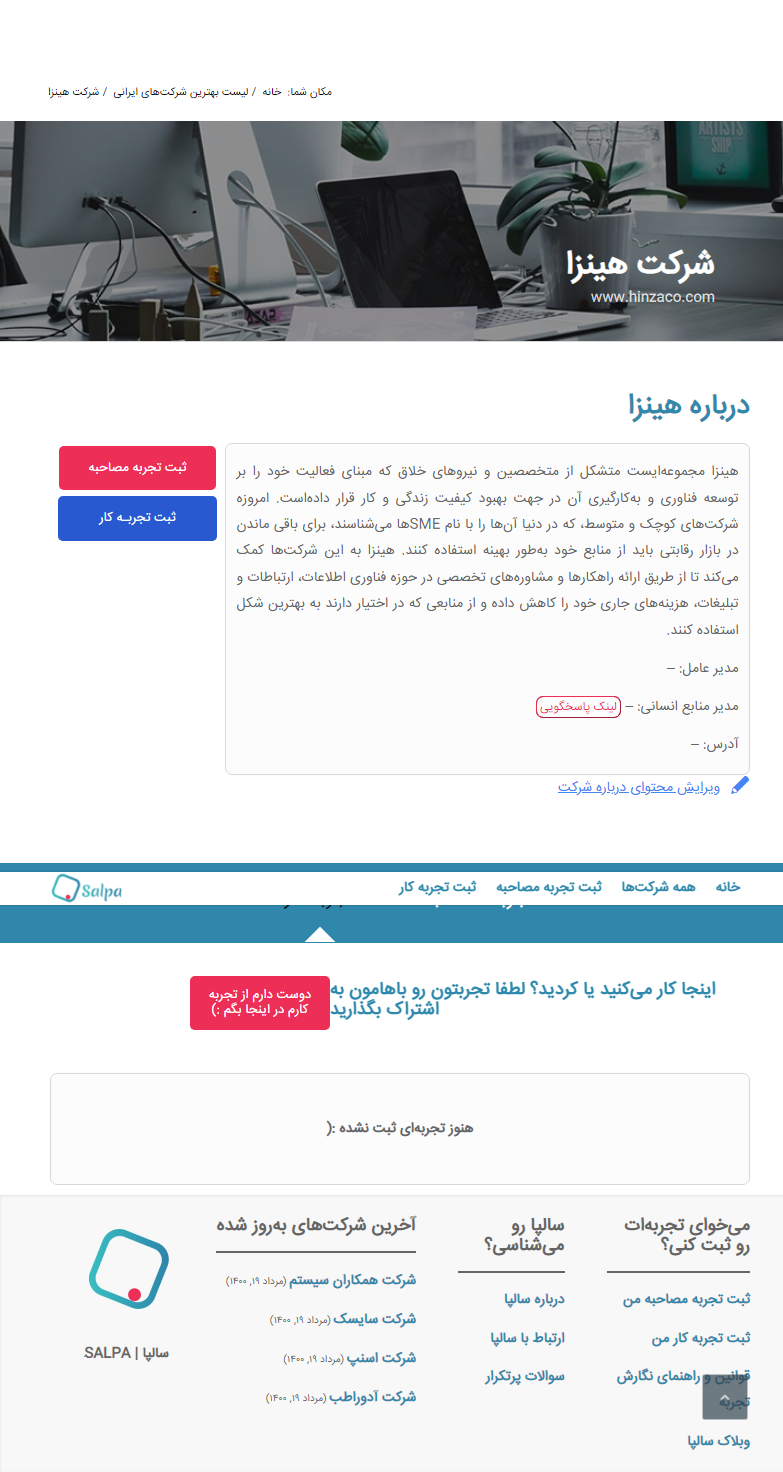 مکان شما: خانه / لیست بهترین شرکت‌های ایرانی / شرکت هینزا
ARTISTS
SHIP
شرکت هینزا
www.hinzaco.com
درباره هینزا
ثبت تجربه مصاحبه
ثبت تجربـه کار
هینزا مجموعه‌ایست متشکل از متخصصین و نیروهای خلاق که مبنای فعالیت خود را بر
توسعه فناوری و به‌کارگیری آن در جهت بهبود کیفیت زندگی و کار قرار داده‌است. امروزه
شرکت‌های کوچک و متوسط، که در دنیا آن‌ها را با نام SMEها می‌شناسند، برای باقی ماندن
در بازار رقابتی باید از منابع خود به‌طور بهینه استفاده کنند. هینزا به این شرکت‌ها کمک
می‌کند تا از طریق ارائه راهکارها و مشاوره‌های تخصصی در حوزه فناوری اطلاعات، ارتباطات و
تبلیغات، هزینه‌های جاری خود را کاهش داده و از منابعی که در اختیار دارند به بهترین شکل
استفاده کنند.
مدیر عامل: –
مدیر منابع انسانی: – لینک پاسخگویی
آدرس: –
ویرایش محتوای درباره شرکت
خانه همه شرکت‌ها ثبت تجربه مصاحبه ثبت تجربه کار
Salpa
اینجا کار می‌کنید یا کردید؟ لطفا تجربتون رو باهامون به
اشتراک بگذارید
دوست دارم از تجربه
کارم در اینجا بگم :)
هنوز تجربه‌ای ثبت نشده :(
می‌خوای تجربه‌ات
رو ثبت کنی؟
ثبت تجربه مصاحبه من
ثبت تجربه کار من
قوانین و راهنمای نگارش
تجربه
وبلاک سالپا
سالپا رو
می‌شناسی؟
درباره سالپا
ارتباط با سالپا
سوالات پرتکرار
آخرین شرکت‌های به‌روز شده
شرکت همکاران سیستم (مرداد ۱۹, ۱۴۰۰)
شرکت سایسک (مرداد ۱۹, ۱۴۰۰)
شرکت اسنپ (مرداد ۱۹, ۱۴۰۰)
شرکت آدوراطب (مرداد ۱۹, ۱۴۰۰)
سالپا | SALPA